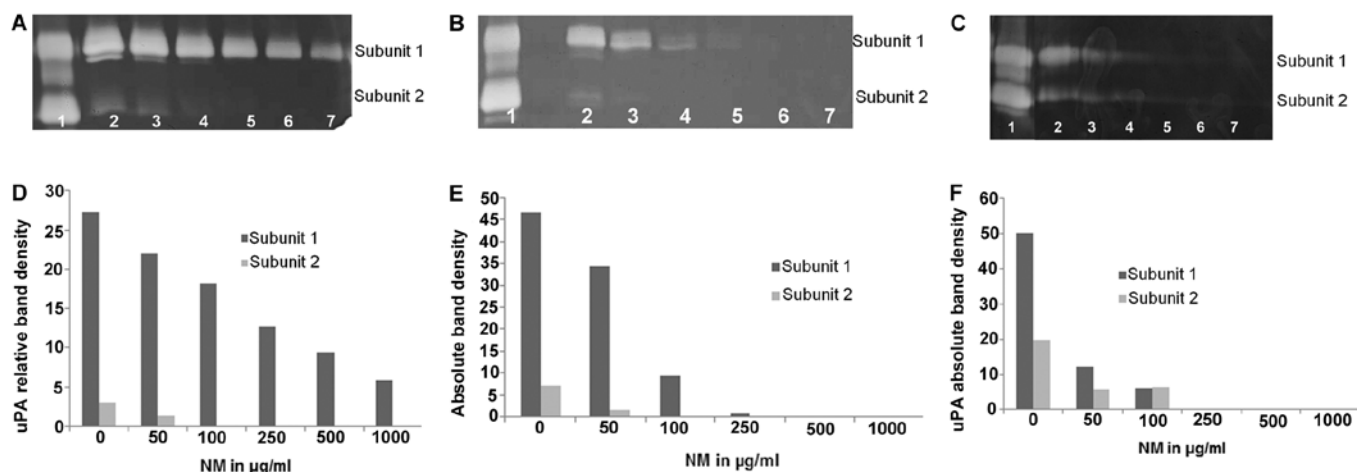 A
Subunit 1
Subunit 2
1 2 3 4 5 6 7
B
Subunit 1
Subunit 2
1 2 3 4 5 6 7
C
Subunit 1
Subunit 2
1 2 3 4 5 6 7
D
uPA relative band density
30
25
20
15
10
5
0
Subunit 1
Subunit 2
0 50 100 250 500 1000
NM in µg/ml
E
Absolute band density
50
45
40
35
30
25
20
15
10
5
0
Subunit 1
Subunit 2
0 50 100 250 500 1000
NM in µg/ml
F
uPA absolute band density
60
50
40
30
20
10
0
Subunit 1
Subunit 2
0 50 100 250 500 1000
NM in µg/ml